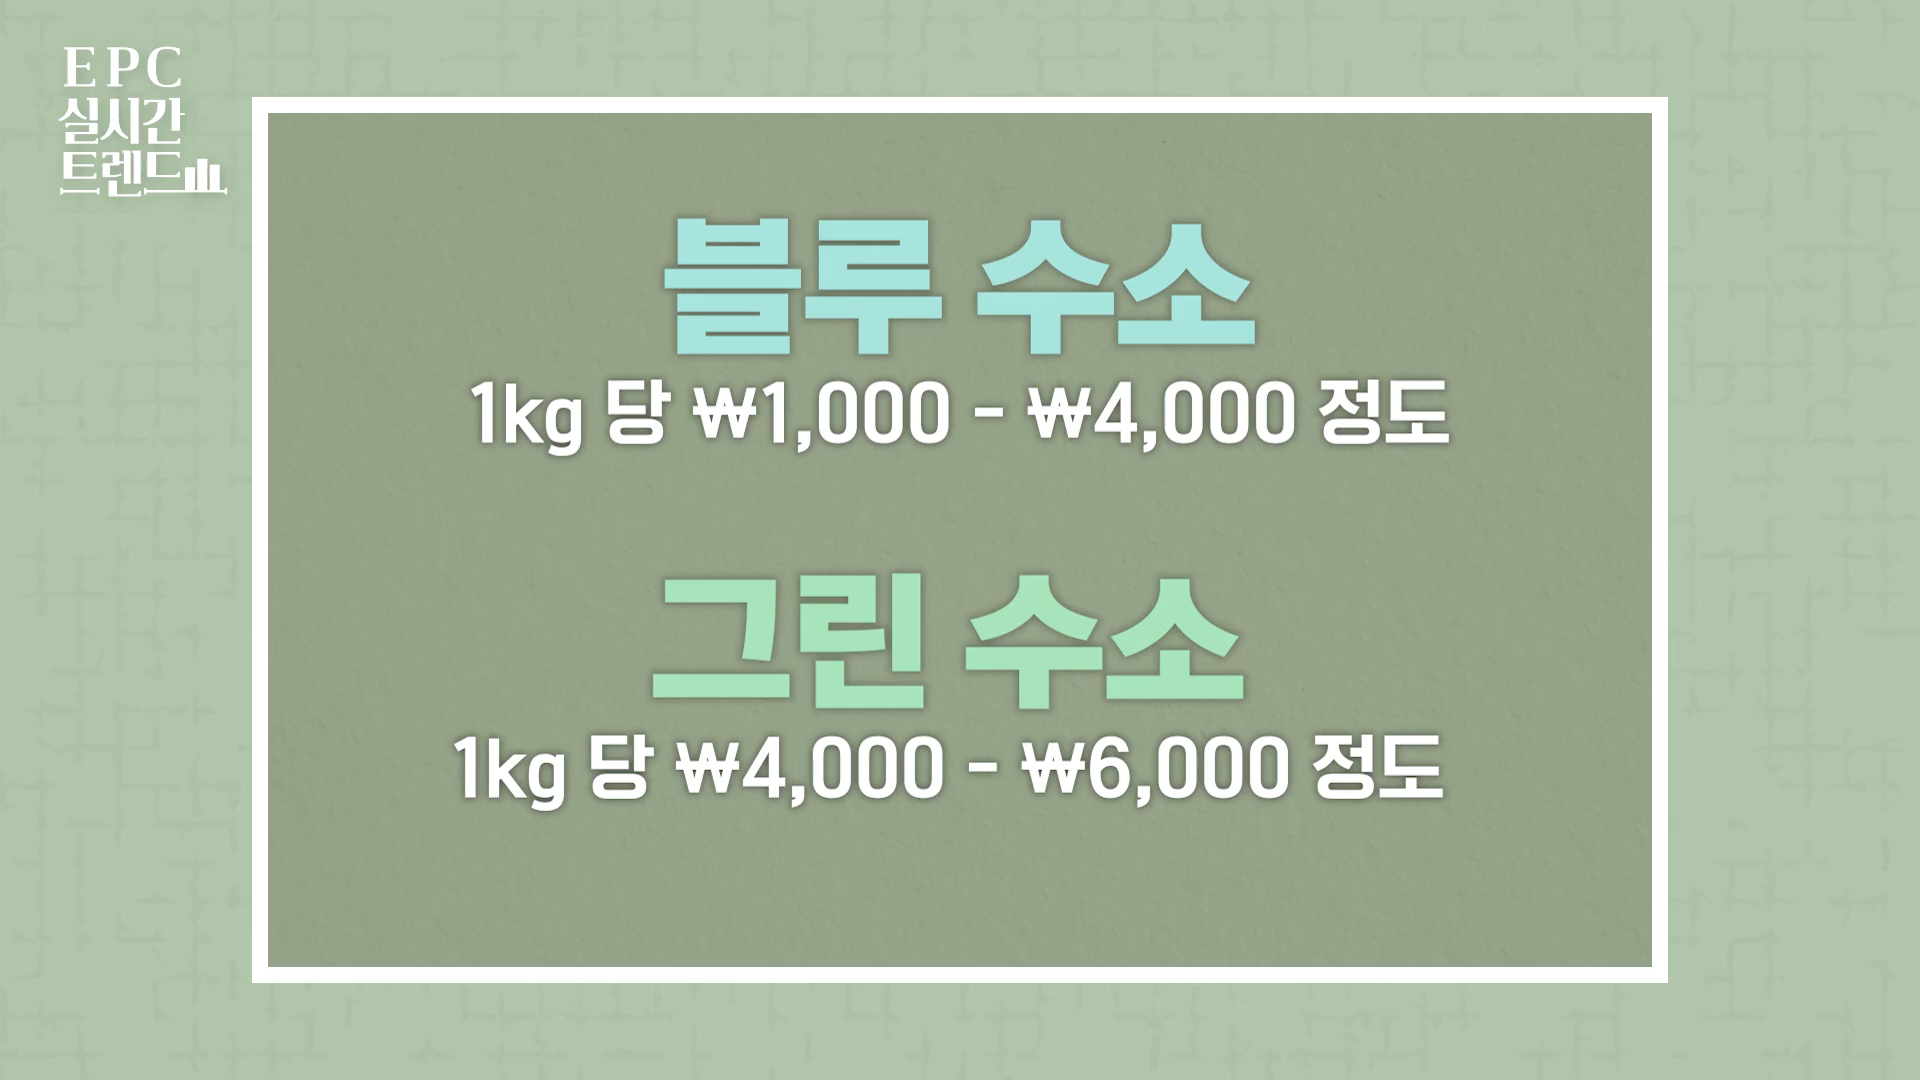 EPC
실시간
트렌드
블루 수소
1kg 당 ₩1,000 - ₩4,000 정도
그린 수소
1kg 당 ₩4,000 - ₩6,000 정도